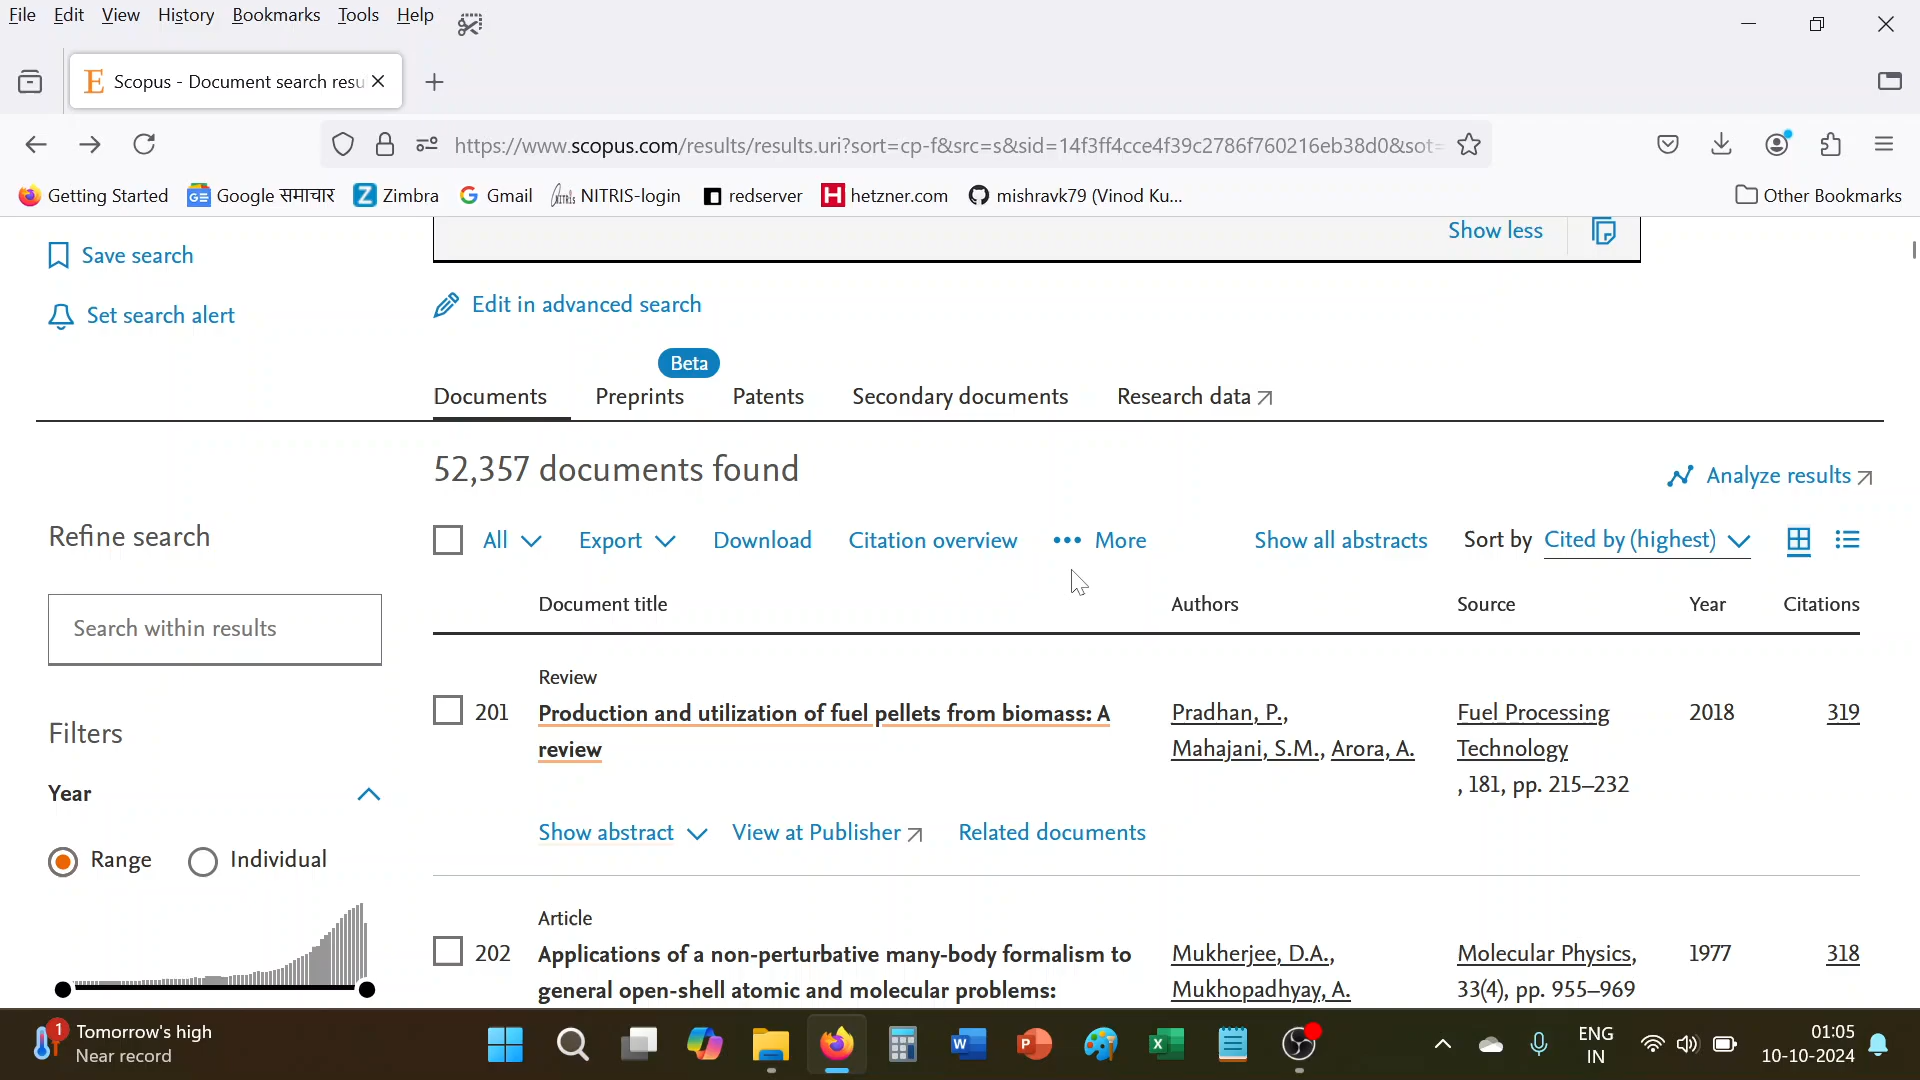 File Edit View History Bookmarks Tools Help
E Scopus - Document search resu
https://www.scopus.com/results/results.uri?sort=cp-f&src=s&sid=14f3ff4cce4f39c2786f760216eb38d0&sot=
Getting Started Google समाचार Zimbra Gmail NITRIS-login redserver hetzner.com mishravk79 (Vinod Ku... Other Bookmarks
Save search
Show less
Set search alert
Edit in advanced search
Beta
Documents Preprints Patents Secondary documents Research data
52,357 documents found
Analyze results
Refine search
All Export Download Citation overview ••• More Show all abstracts Sort by Cited by (highest)
Document title Authors Source Year Citations
Search within results
Review
201 Production and utilization of fuel pellets from biomass: A Pradhan, P., Fuel Processing 2018 319
review Mahajani, S.M., Arora, A. Technology
, 181, pp. 215–232
Filters
Year
Show abstract View at Publisher Related documents
Range Individual
Article
202 Applications of a non-perturbative many-body formalism to Mukherjee, D.A., Molecular Physics, 1977 318
general open-shell atomic and molecular problems: Mukhopadhyay, A. 33(4), pp. 955–969
1 Tomorrow's high
Near record
ENG
IN
01:05
10-10-2024